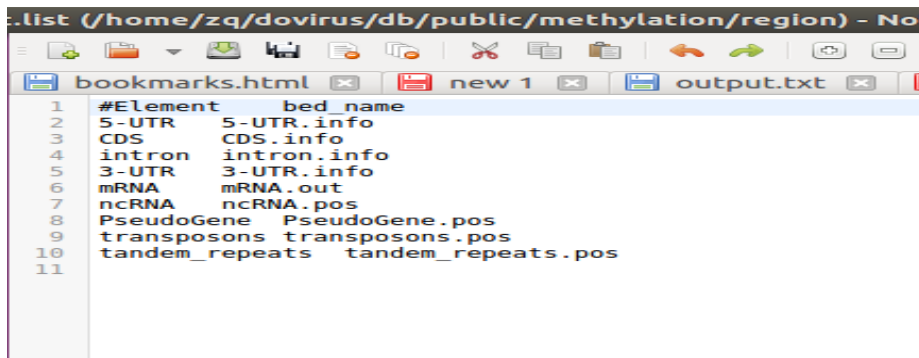 .list (/home/zq/dovirus/db/public/methylation/region) - No
bookmarks.html new 1 output.txt
1 #Element bed_name
2 5-UTR 5-UTR.info
3 CDS CDS.info
4 intron intron.info
5 3-UTR 3-UTR.info
6 mRNA mRNA.out
7 ncRNA ncRNA.pos
8 PseudoGene PseudoGene.pos
9 transposons transposons.pos
10 tandem_repeats tandem_repeats.pos
11